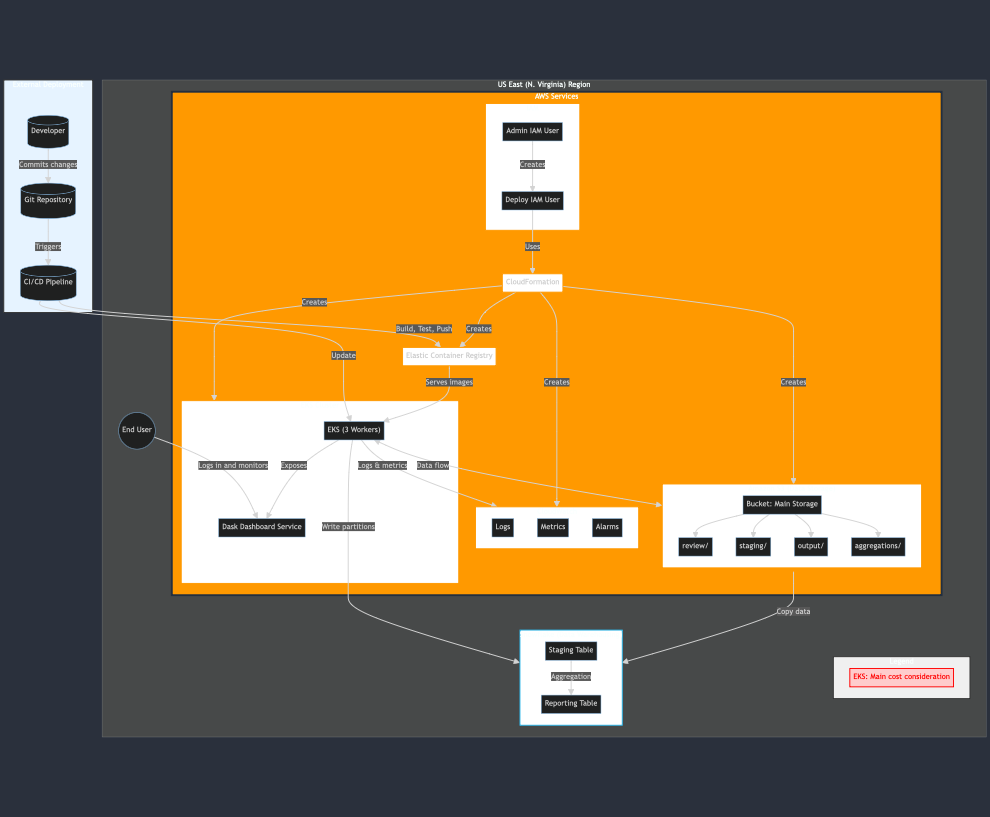 US East (N. Virginia) Region
AWS Services
Developer
Commits changes
Git Repository
Triggers
CI/CD Pipeline
Admin IAM User
Creates
Deploy IAM User
Uses
CloudFormation
Creates
Build, Test, Push
Creates
Update
Elastic Container Registry
Serves images
Creates
Creates
End User
EKS (3 Workers)
Logs in and monitors
Exposes
Logs & metrics
Data flow
Dask Dashboard Service
Write partitions
Logs
Metrics
Alarms
Bucket: Main Storage
review/
staging/
output/
aggregations/
Copy data
Staging Table
Aggregation
Reporting Table
EKS: Main cost consideration